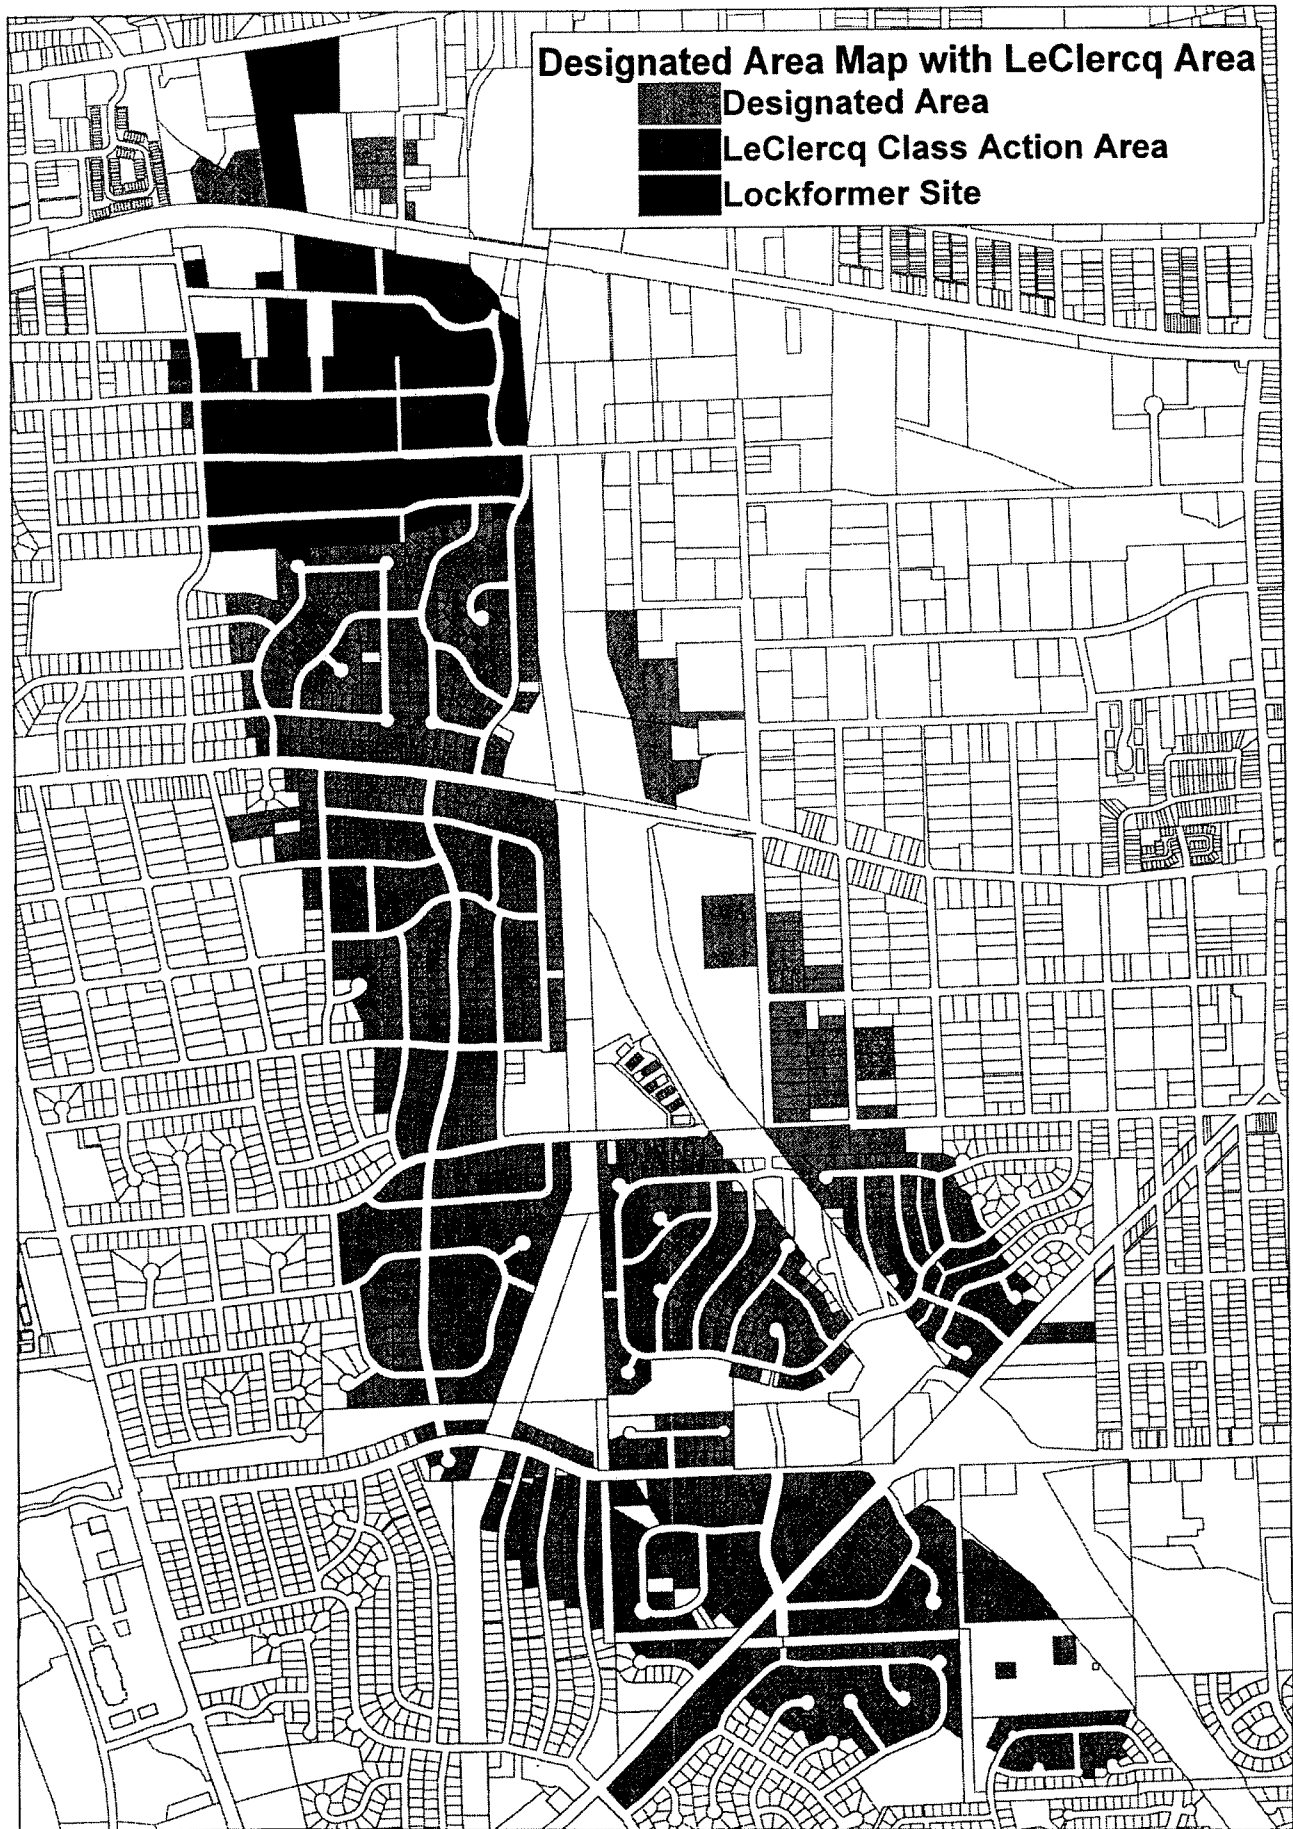 Designated Area Map with LeClercq Area
Designated Area
LeClercq Class Action Area
Lockformer Site